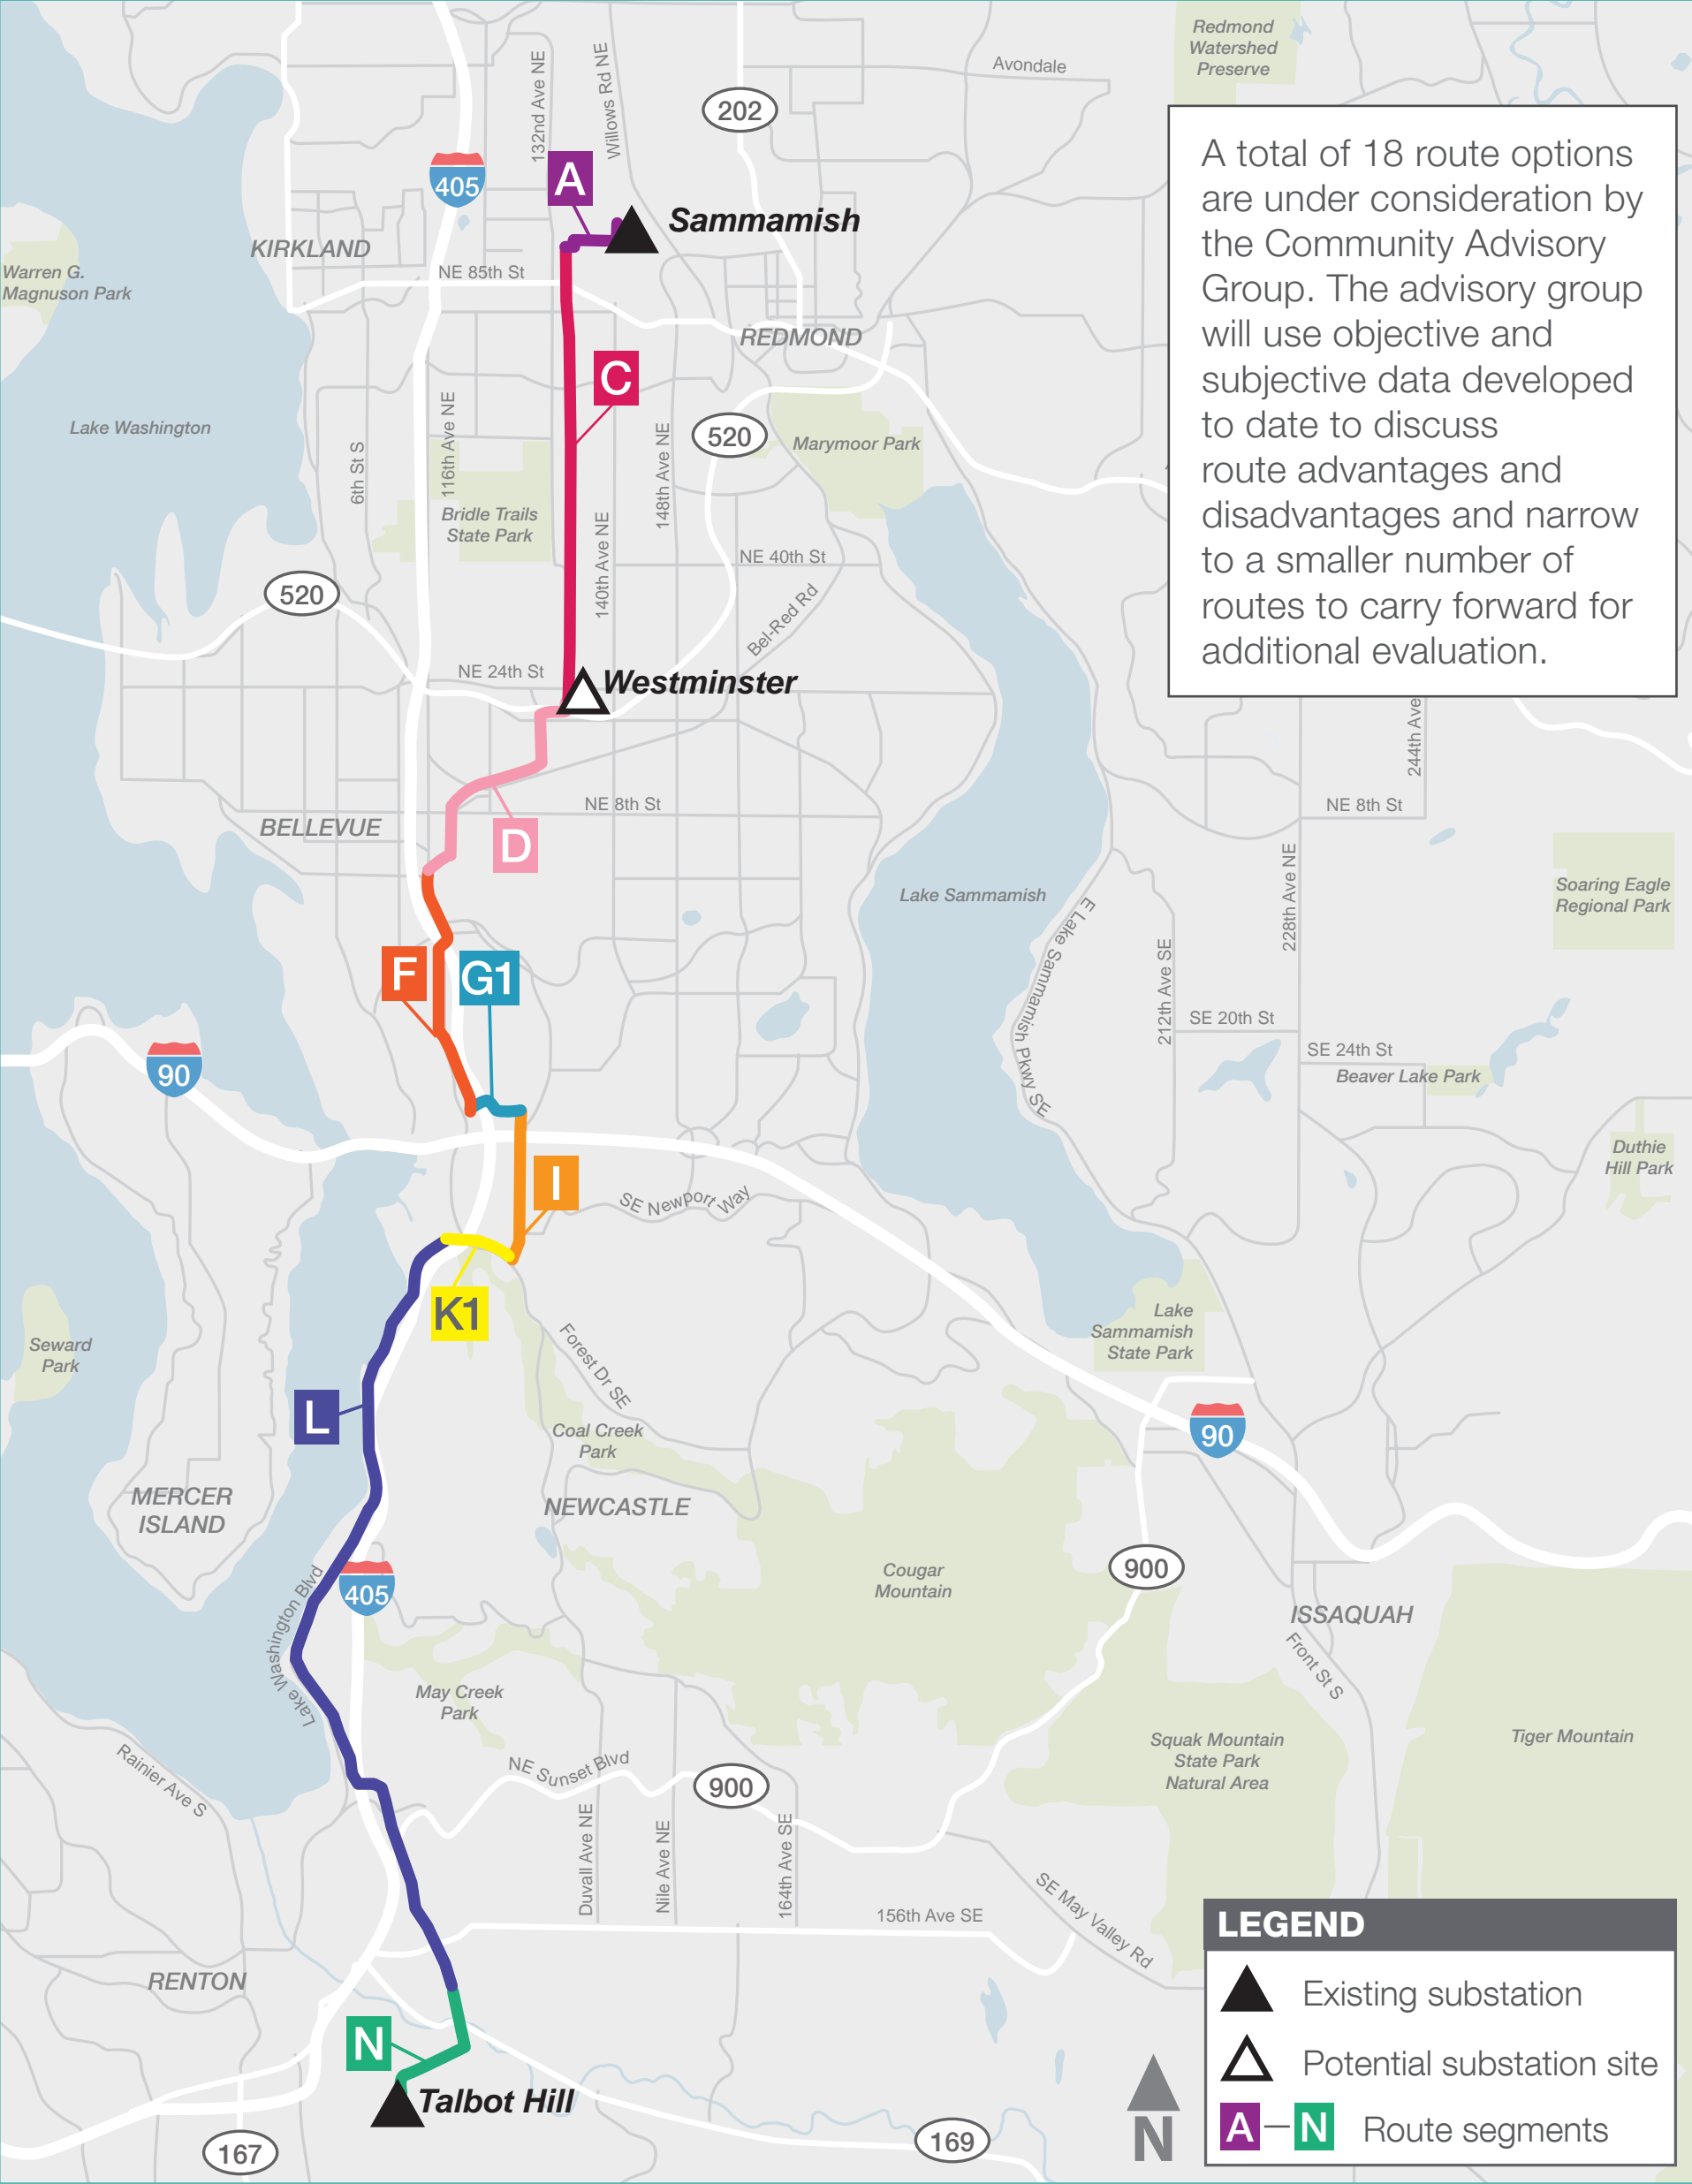 Redmond
Watershed
Preserve
Avondale
132nd Ave NE
Willows Rd NE
202
A total of 18 route options
are under consideration by
the Community Advisory
Group. The advisory group
will use objective and
subjective data developed
to date to discuss
route advantages and
disadvantages and narrow
to a smaller number of
routes to carry forward for
additional evaluation.
405
A
Sammamish
KIRKLAND
NE 85th St
Warren G.
Magnuson Park
REDMOND
C
Lake Washington
6th St S
116th Ave NE
148th Ave NE
520
Marymoor Park
Bridle Trails
State Park
140th Ave NE
NE 40th St
520
Bel-Red Rd
NE 24th St
Westminster
244th Ave
NE 8th St
NE 8th St
BELLEVUE
D
Lake Sammamish
228th Ave NE
Soaring Eagle
Regional Park
E Lake Sammamish Pkwy SE
212th Ave SE
F
G1
SE 20th St
SE 24th St
Beaver Lake Park
90
Duthie
Hill Park
I
SE Newport Way
K1
Lake
Sammamish
State Park
Seward
Park
Forest Dr SE
L
Coal Creek
Park
90
MERCER
ISLAND
NEWCASTLE
Cougar
Mountain
900
405
Lake Washington Blvd
ISSAQUAH
Front St S
May Creek
Park
Squak Mountain
State Park
Natural Area
Tiger Mountain
Rainier Ave S
NE Sunset Blvd
900
Duvall Ave NE
Nile Ave NE
164th Ave SE
156th Ave SE
SE May Valley Rd
RENTON
N
Talbot Hill
167
169
N
LEGEND
Existing substation
Potential substation site
A — N Route segments